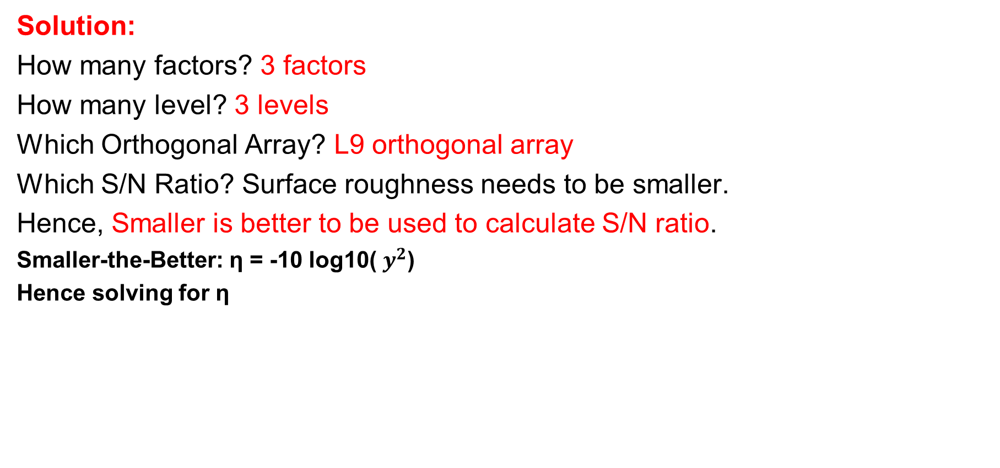 Solution:
How many factors? 3 factors
How many level? 3 levels
Which Orthogonal Array? L9 orthogonal array
Which S/N Ratio? Surface roughness needs to be smaller.
Hence, Smaller is better to be used to calculate S/N ratio.
Smaller-the-Better: η = -10 log10( y²)
Hence solving for η